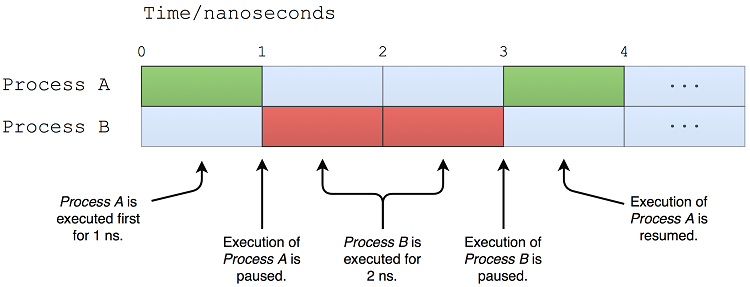 Time/nanoseconds
0 1 2 3 4
Process A ...
Process B ...
Process A is
executed first
for 1 ns.
Execution of
Process A is
paused.
Process B is
executed for
2 ns.
Execution of
Process B is
paused.
Execution of
Process A is
resumed.